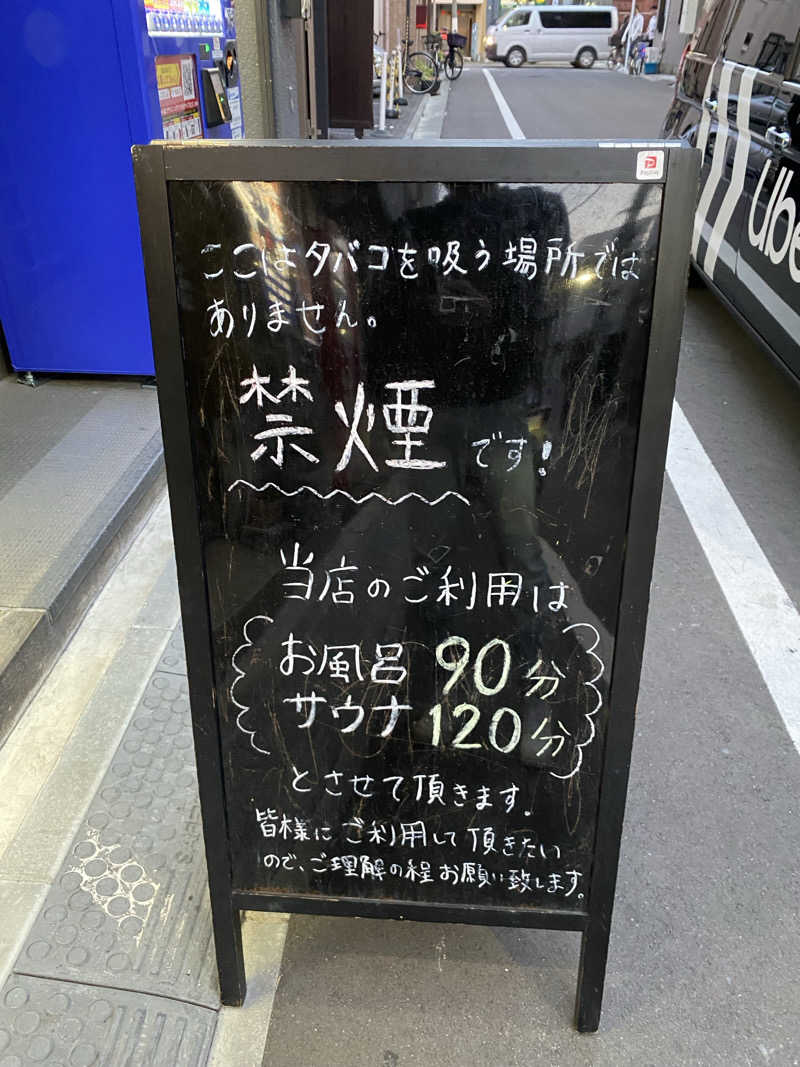 PayPay
ここはタバコを吸う場所では
ありません。
禁煙です!
当店のご利用は
お風呂 90分
サウナ 120分
とさせて頂きます.
皆様にご利用して頂きたい
ので、ご理解の程お願い致します。
Uber